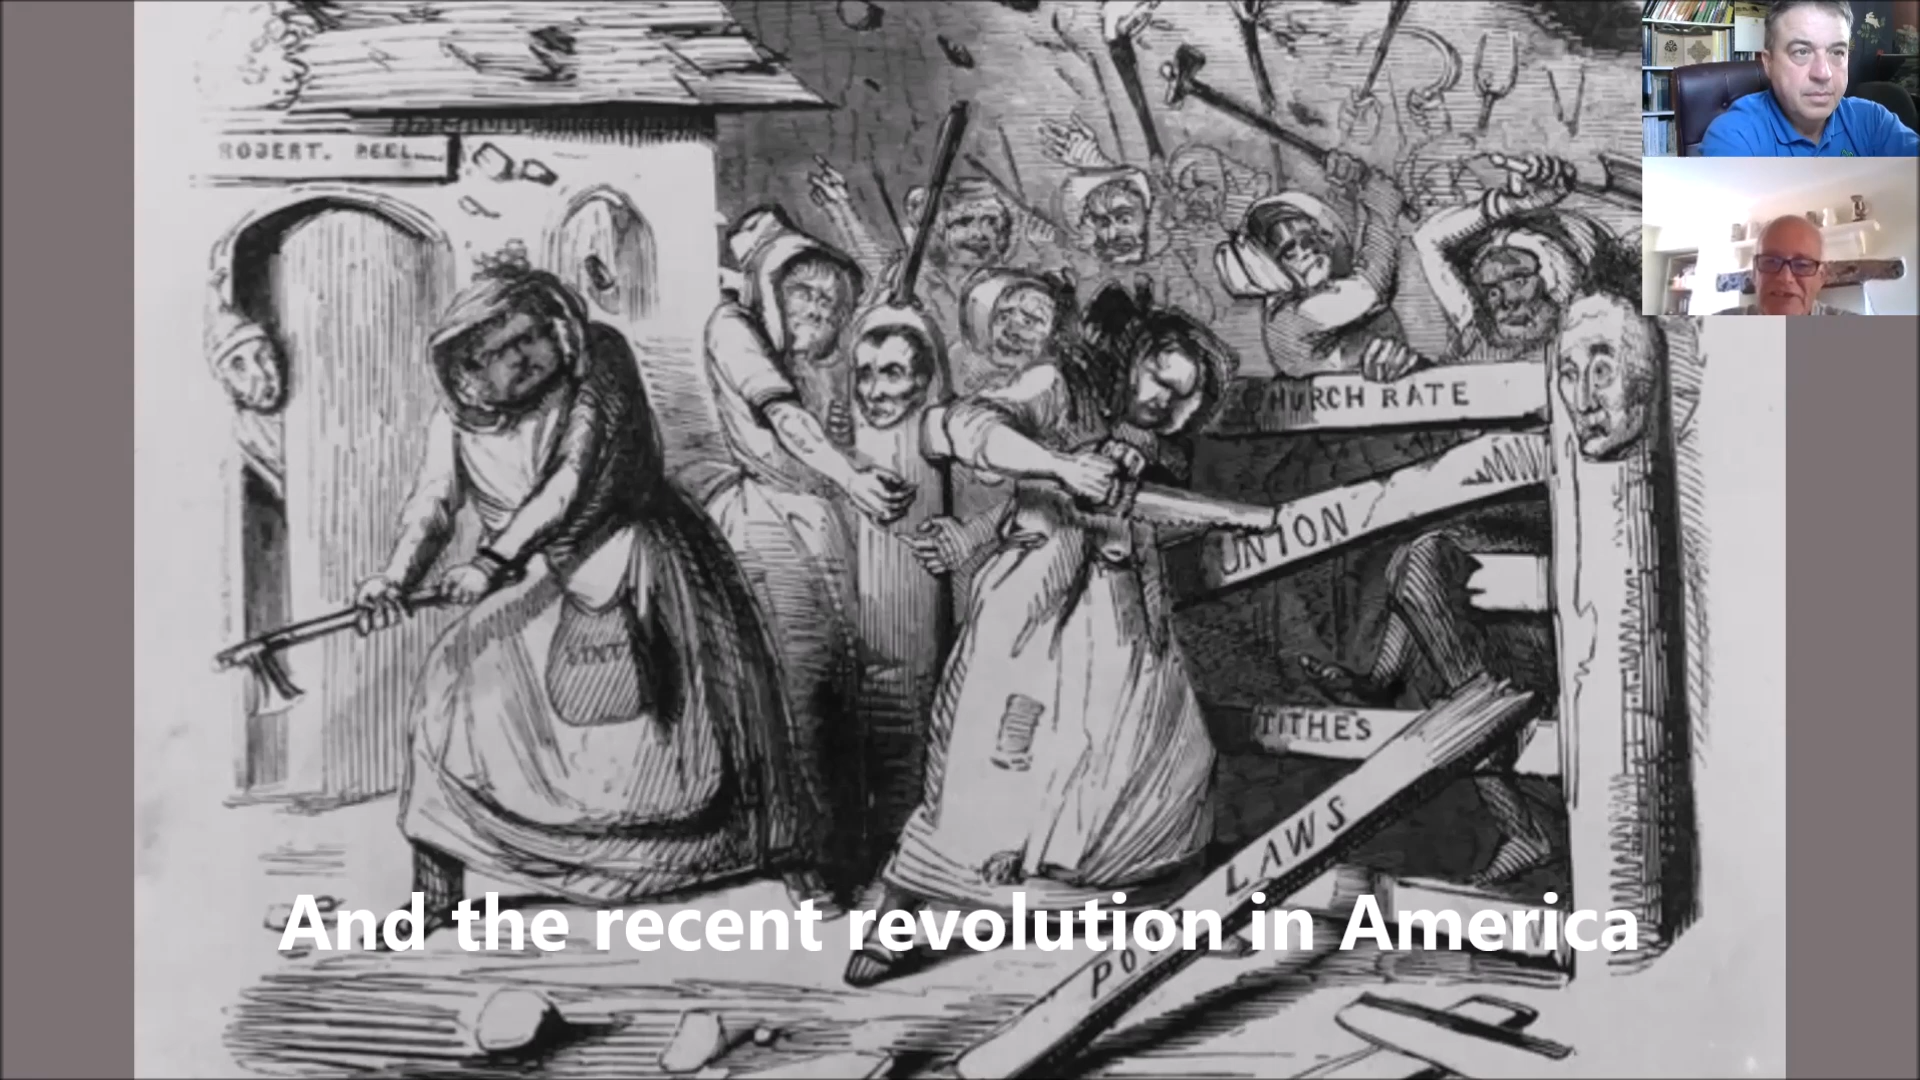 ROBERT. PEEL
CHURCH RATE
UNION
TITHES
LAWS
And the recent revolution in America